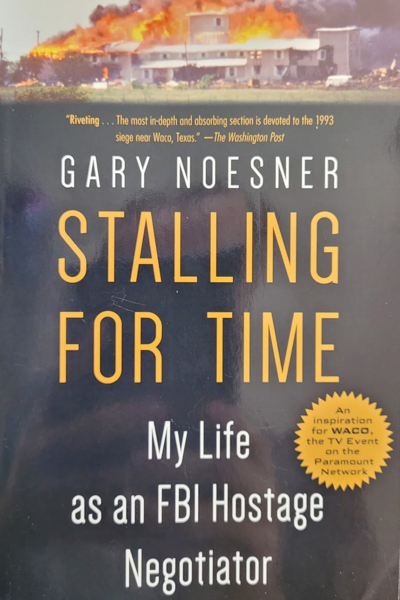 "Riveting . . . The most in-depth and absorbing section is devoted to the 1993
siege near Waco, Texas." —The Washington Post
GARY NOESNER
STALLING
FOR TIME
An
inspiration
for WACO,
the TV Event
on the
Paramount
Network
My Life
as an FBI Hostage
Negotiator